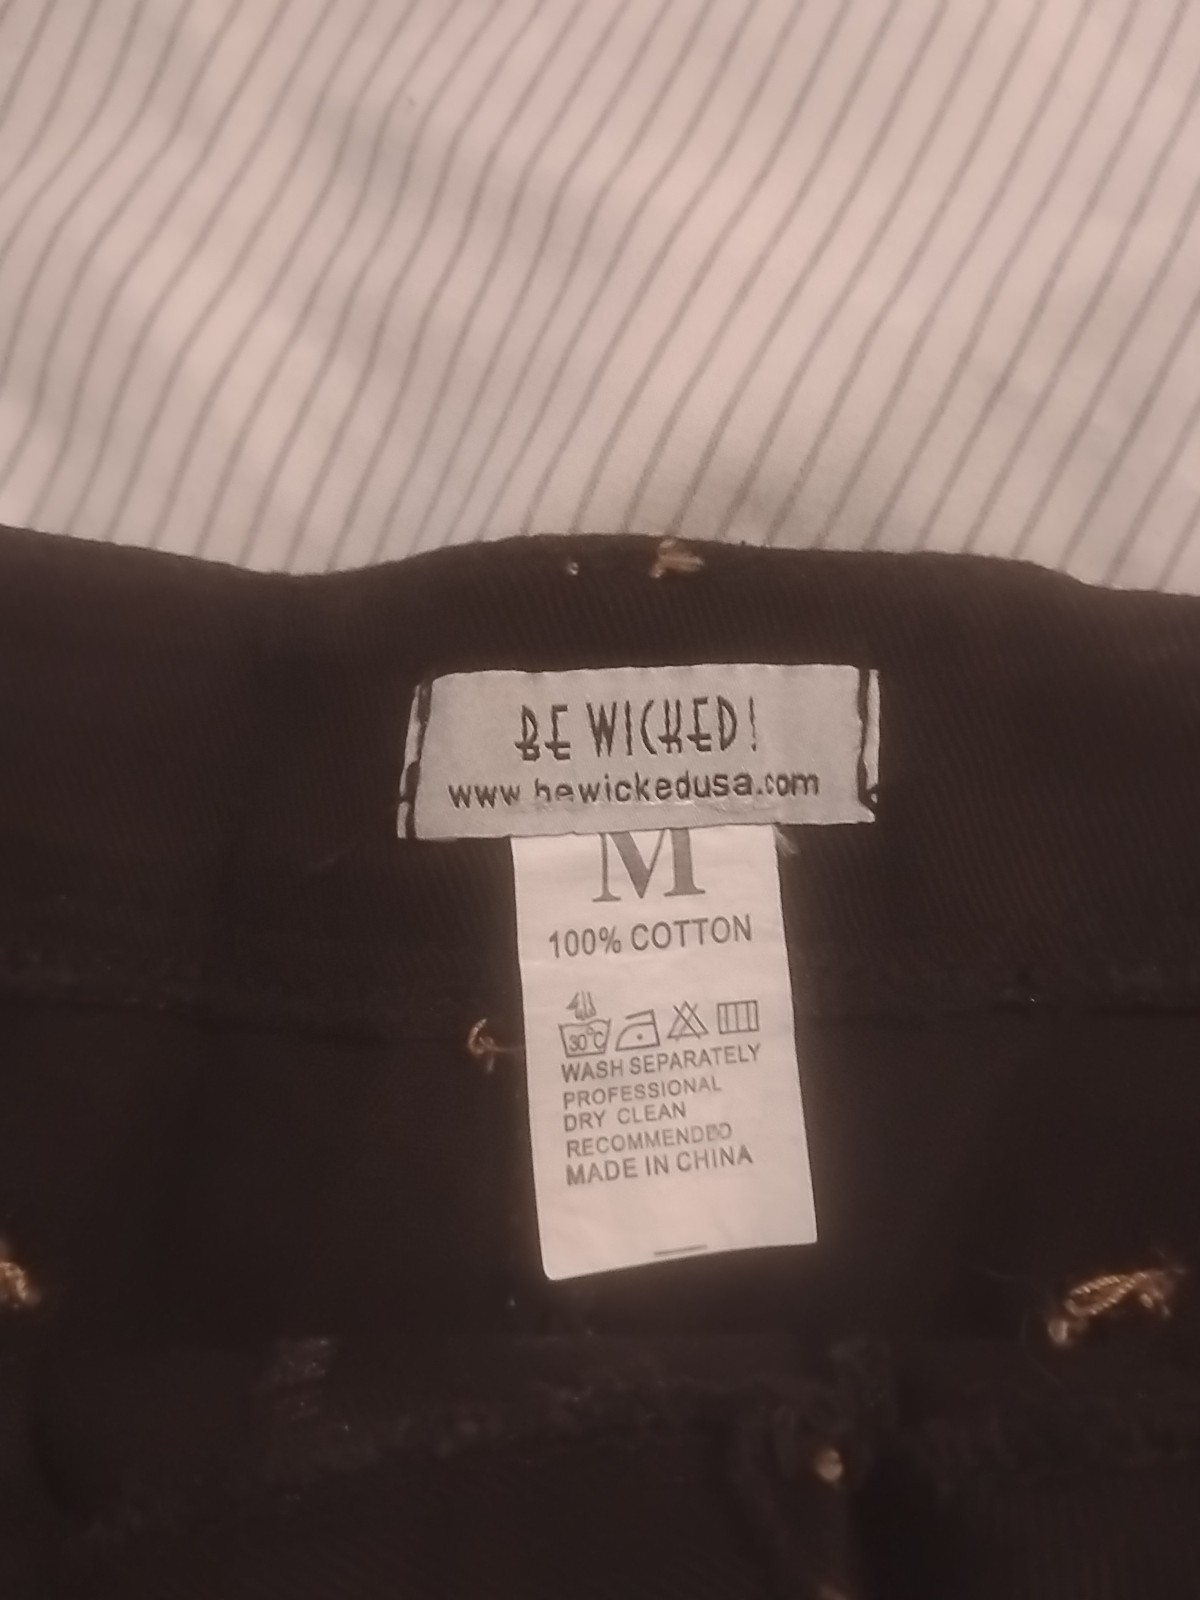 BE WICKED!
www.bewickedusa.com
M
100% COTTON
30°C
WASH SEPARATELY
PROFESSIONAL
DRY CLEAN
RECOMMENDED
MADE IN CHINA